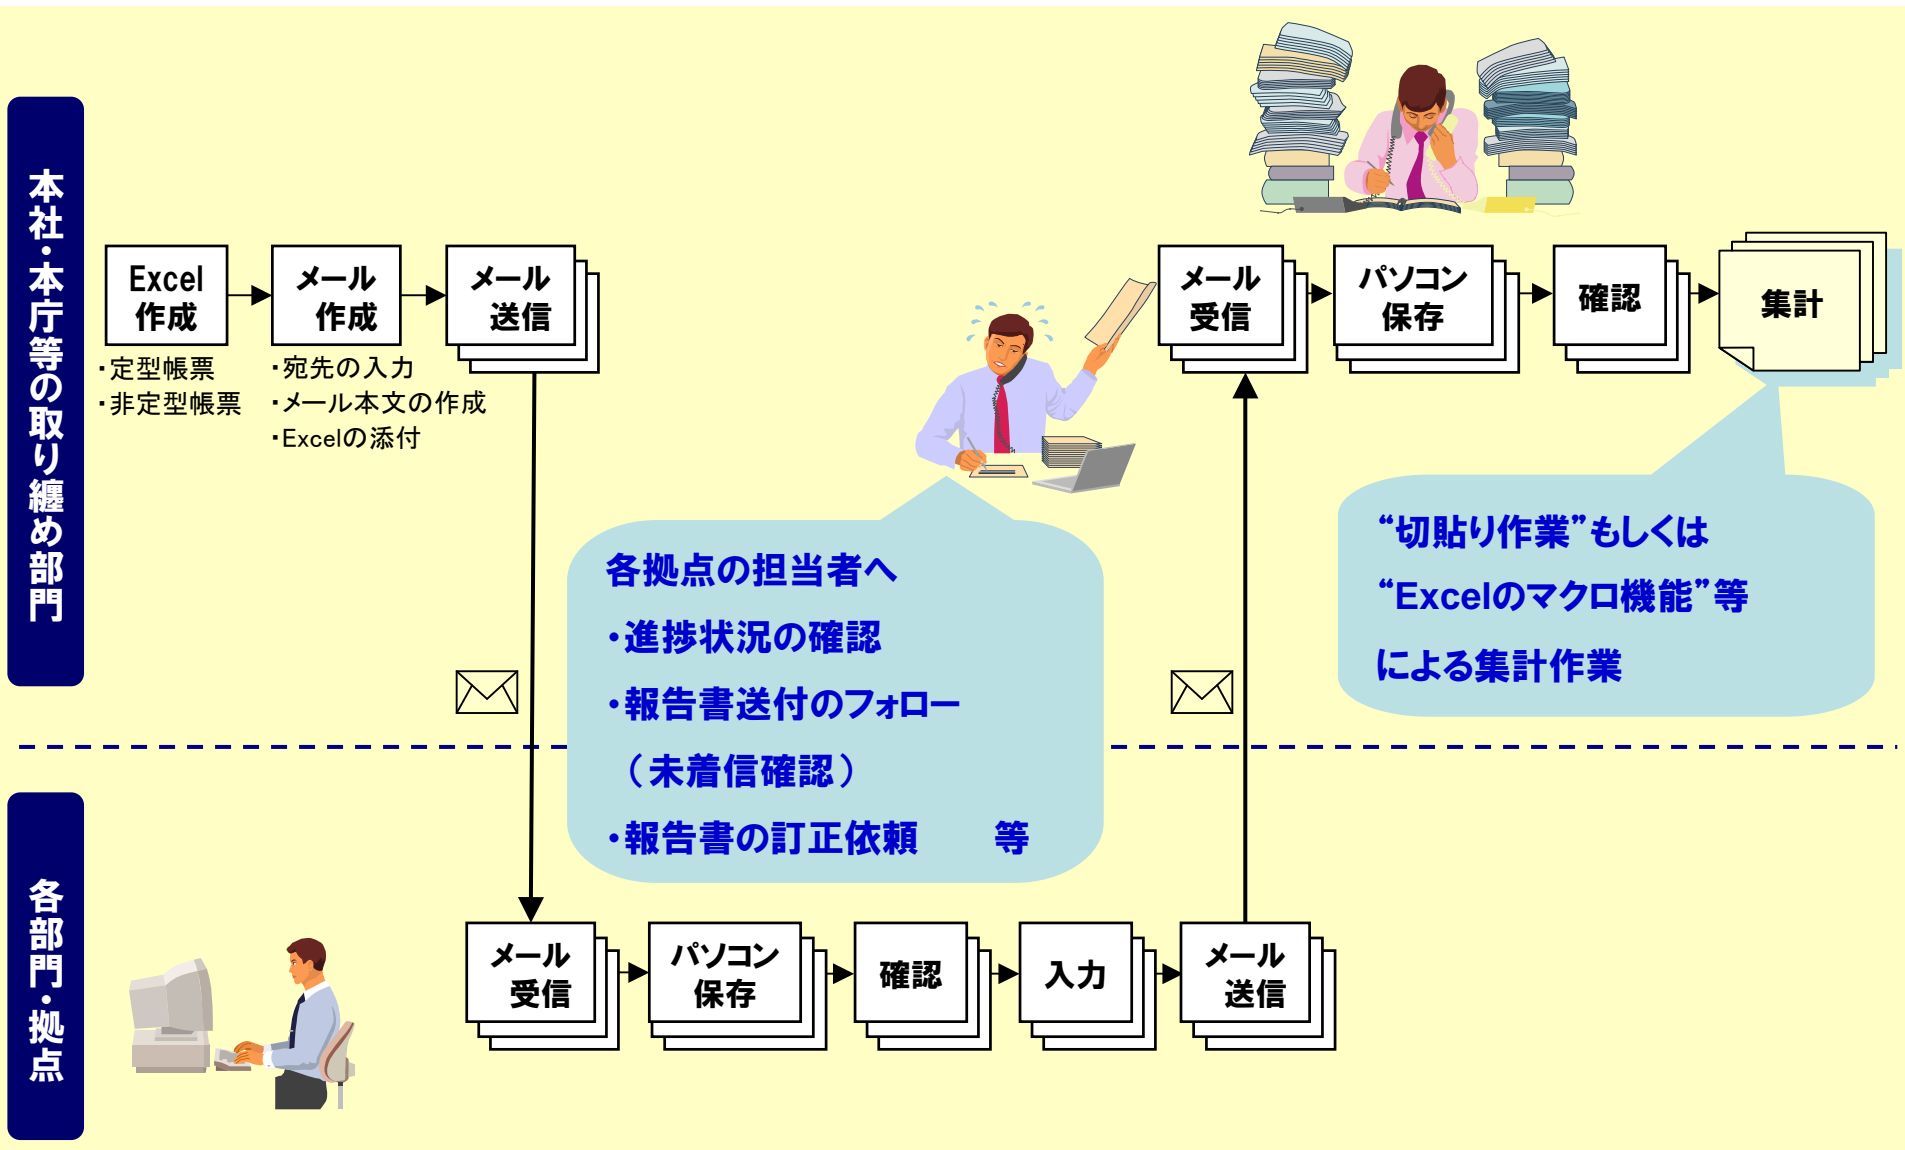 本社・本庁等の取り纏め部門
Excel
作成
・定型帳票
・非定型帳票
メール
作成
・宛先の入力
・メール本文の作成
・Excelの添付
メール
送信
メール
受信
パソコン
保存
確認
集計
各拠点の担当者へ
・進捗状況の確認
・報告書送付のフォロー
（未着信確認）
・報告書の訂正依頼　　等
“切貼り作業”もしくは
“Excelのマクロ機能”等
による集計作業
各部門・拠点
メール
受信
パソコン
保存
確認
入力
メール
送信